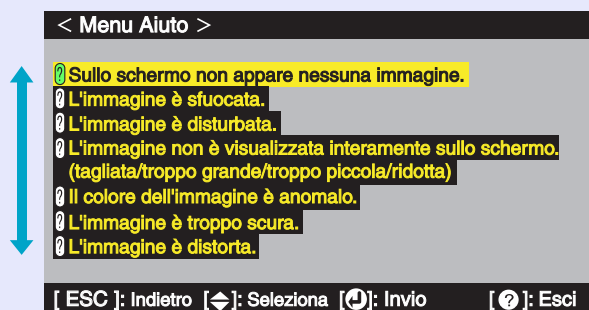 < Menu Aiuto >
? Sullo schermo non appare nessuna immagine.
? L'immagine è sfuocata.
? L'immagine è disturbata.
? L'immagine non è visualizzata interamente sullo schermo.
(tagliata/troppo grande/troppo piccola/ridotta)
? Il colore dell'immagine è anomalo.
? L'immagine è troppo scura.
? L'immagine è distorta.
[ ESC ]: Indietro [ ]: Seleziona [ ]: Invio [ ? ]: Esci